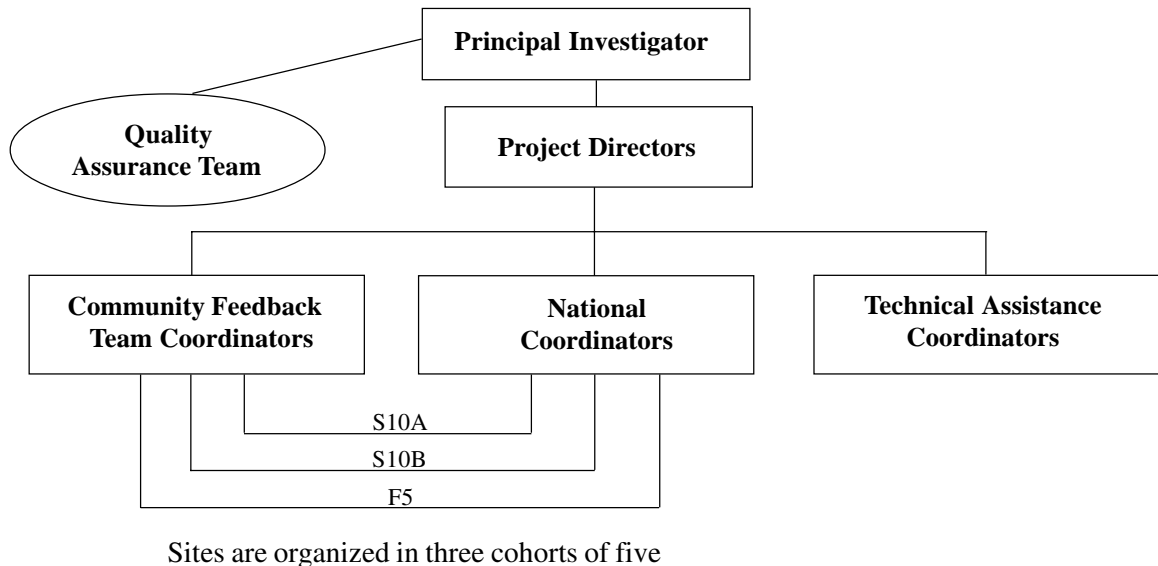 Principal Investigator
Quality
Assurance Team
Project Directors
Community Feedback
Team Coordinators
National
Coordinators
Technical Assistance
Coordinators
S10A
S10B
F5
Sites are organized in three cohorts of five